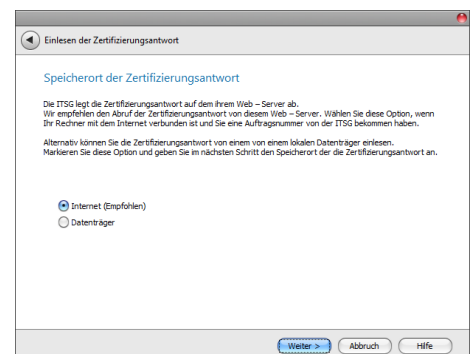 Einlesen der Zertifizierungsantwort
Speicherort der Zertifizierungsantwort
Die ITSG legt die Zertifizierungsantwort auf dem ihrem Web – Server ab.
Wir empfehlen den Abruf der Zertifizierungsantwort von diesem Web – Server. Wählen Sie diese Option, wenn
Ihr Rechner mit dem Internet verbunden ist und Sie eine Auftragsnummer von der ITSG bekommen haben.
Alternativ können Sie die Zertifizierungsantwort von einem von einem lokalen Datenträger einlesen.
Markieren Sie diese Option und geben Sie im nächsten Schritt den Speicherort der die Zertifizierungsantwort an.
Internet (Empfohlen)
Datenträger
Weiter > Abbruch Hilfe